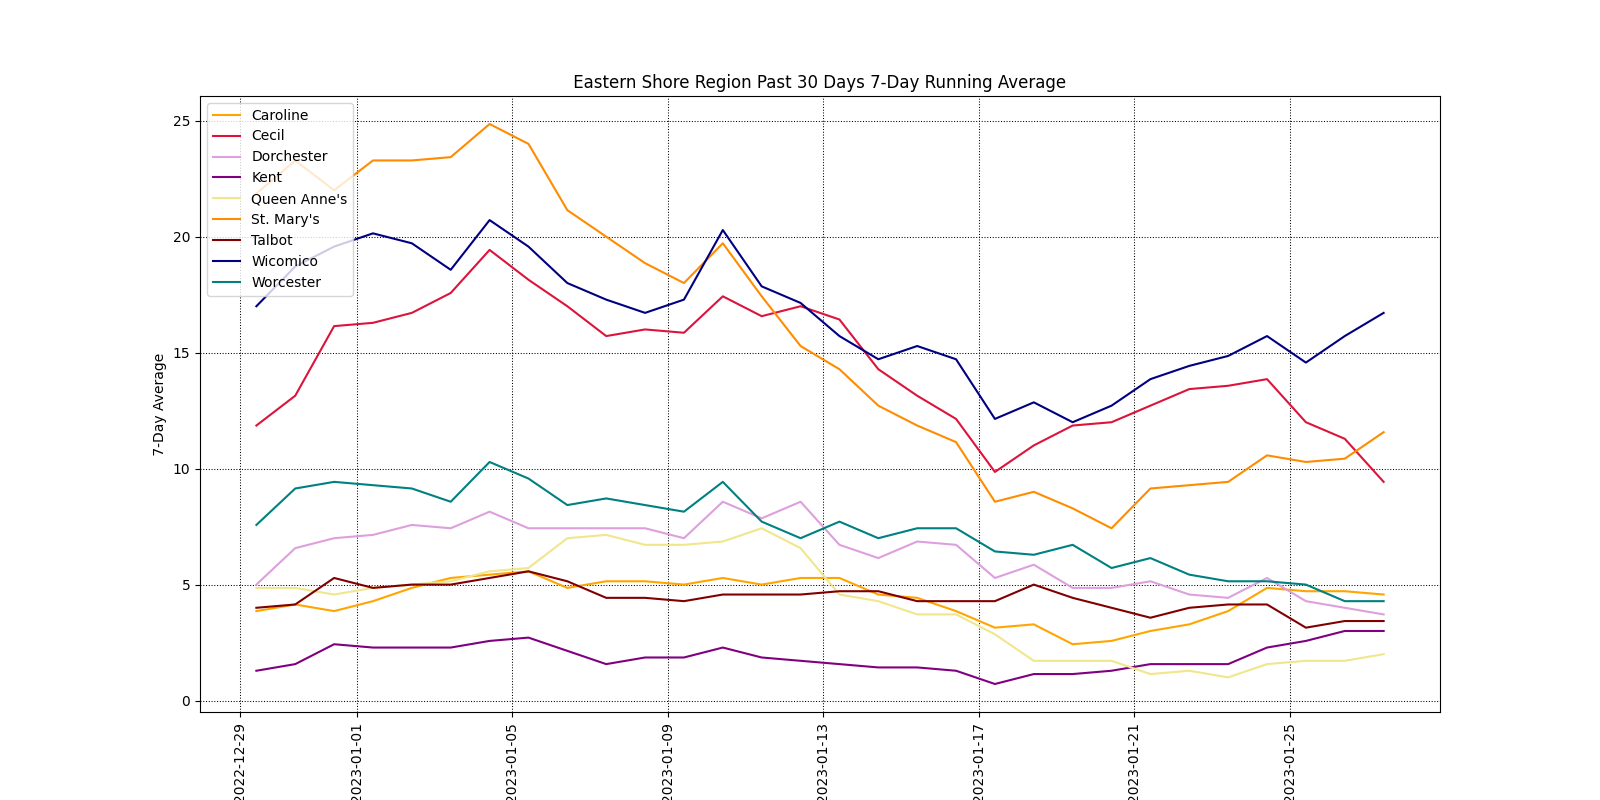 Eastern Shore Region Past 30 Days 7-Day Running Average
Caroline
Cecil
Dorchester
Kent
Queen Anne's
St. Mary's
Talbot
Wicomico
Worcester
7-Day Average
25
20
15
10
5
0
2022-12-29
2023-01-01
2023-01-05
2023-01-09
2023-01-13
2023-01-17
2023-01-21
2023-01-25